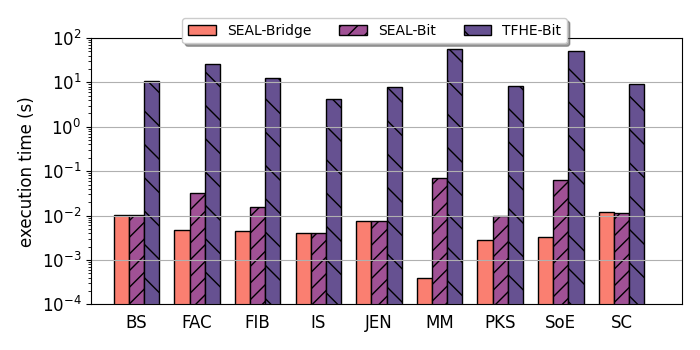 SEAL-Bridge SEAL-Bit TFHE-Bit
execution time (s)
10^2
10^1
10^0
10^-1
10^-2
10^-3
10^-4
BS FAC FIB IS JEN MM PKS SoE SC